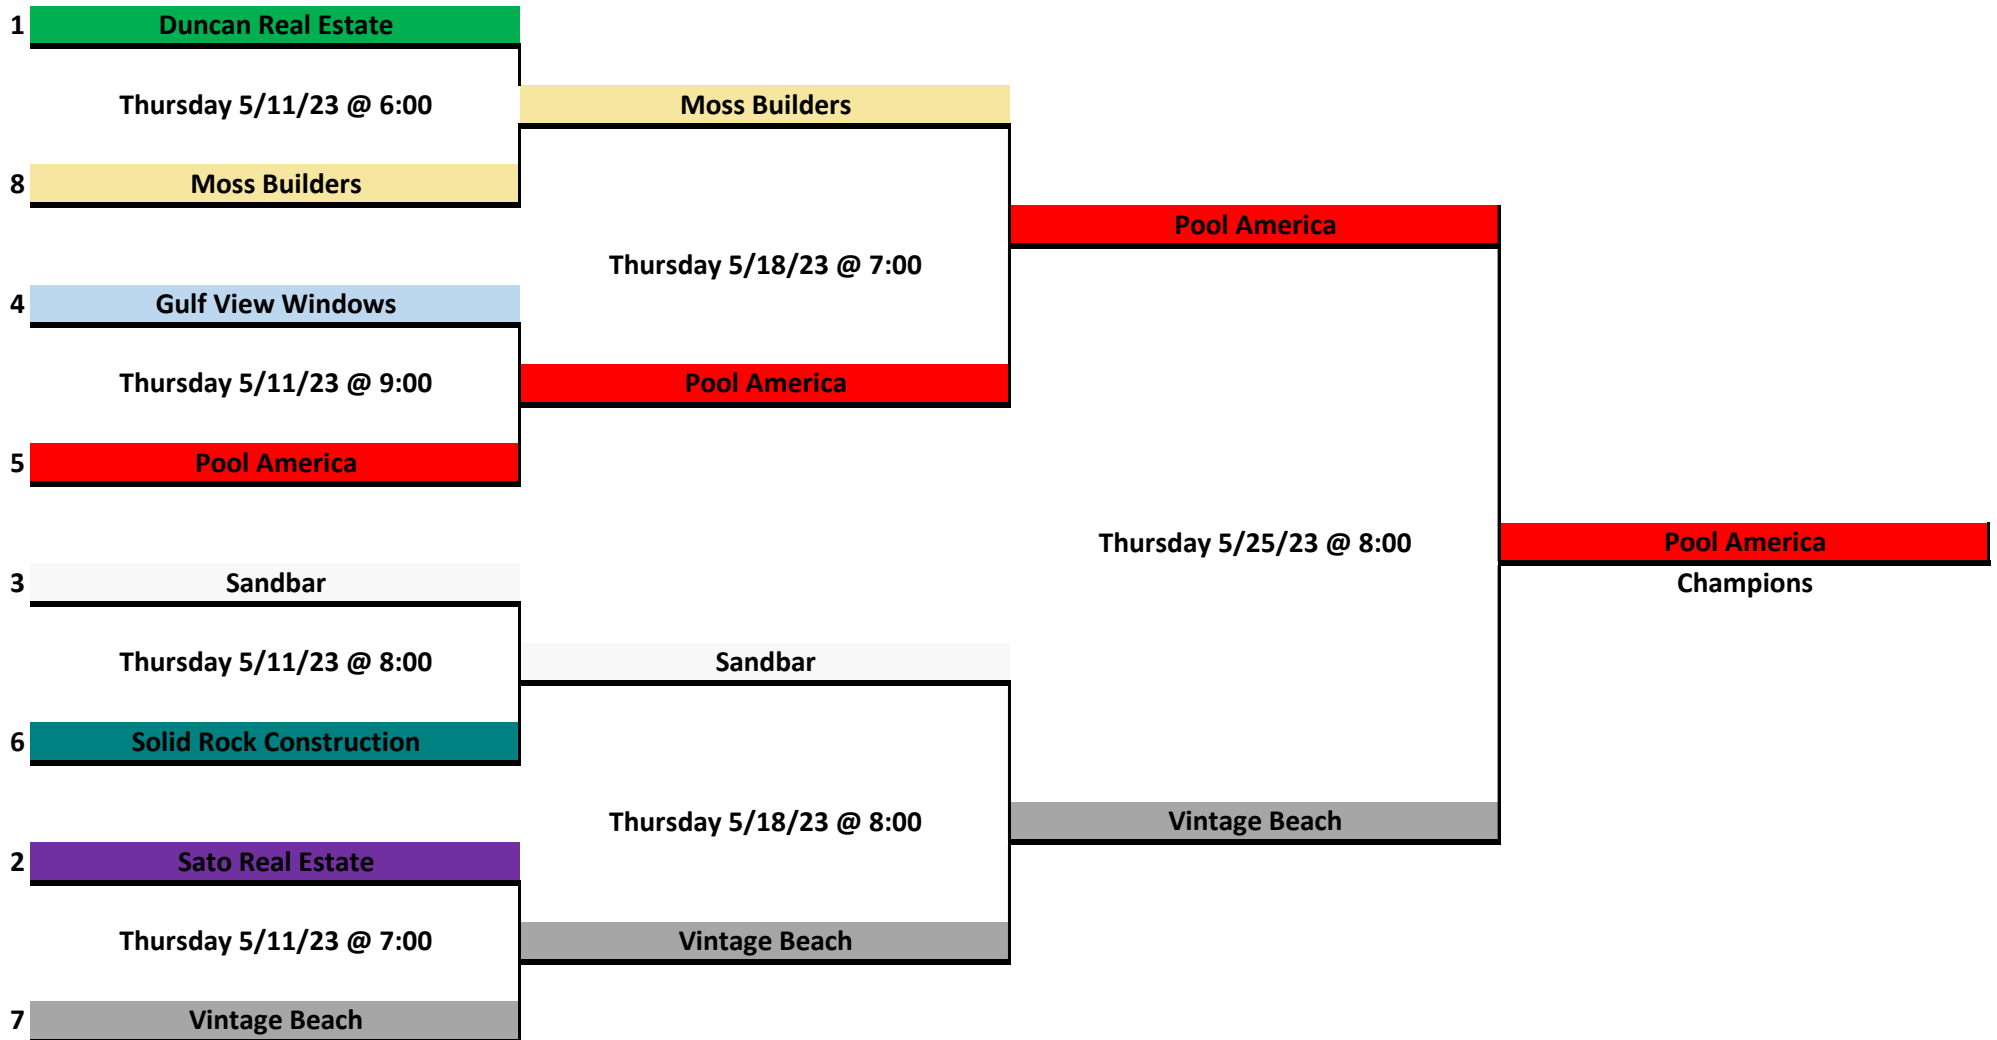 1 Duncan Real Estate
Thursday 5/11/23 @ 6:00
Moss Builders
8 Moss Builders
Pool America
Thursday 5/18/23 @ 7:00
4 Gulf View Windows
Thursday 5/11/23 @ 9:00
Pool America
5 Pool America
Thursday 5/25/23 @ 8:00
Pool America
Champions
3 Sandbar
Thursday 5/11/23 @ 8:00
Sandbar
6 Solid Rock Construction
Thursday 5/18/23 @ 8:00
Vintage Beach
2 Sato Real Estate
Thursday 5/11/23 @ 7:00
Vintage Beach
7 Vintage Beach